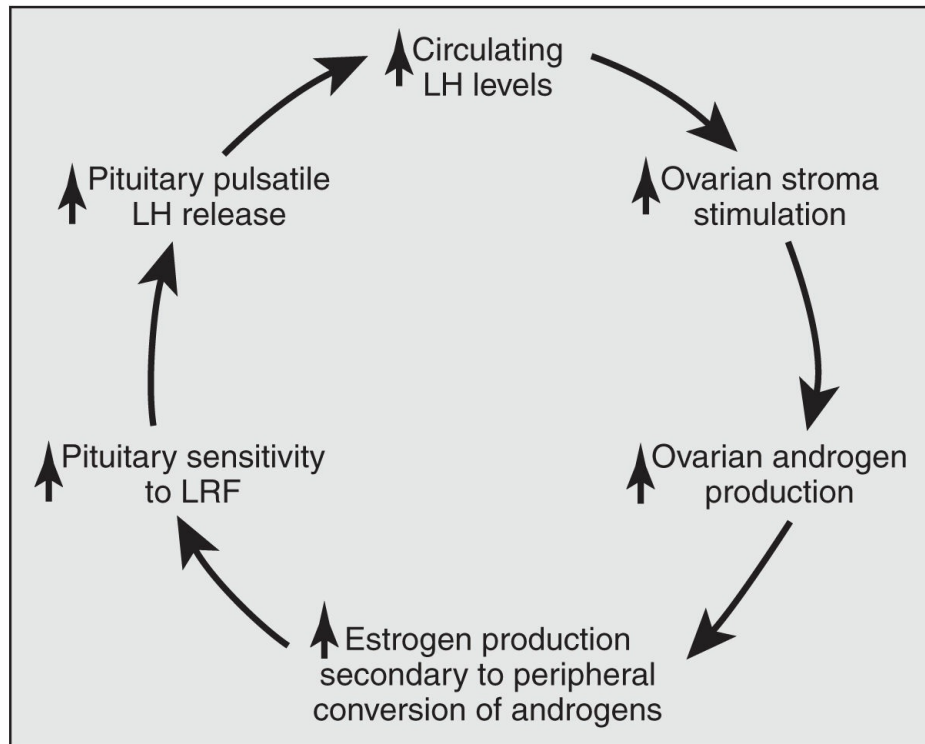 Circulating
LH levels
Ovarian stroma
stimulation
Ovarian androgen
production
Estrogen production
secondary to peripheral
conversion of androgens
Pituitary sensitivity
to LRF
Pituitary pulsatile
LH release